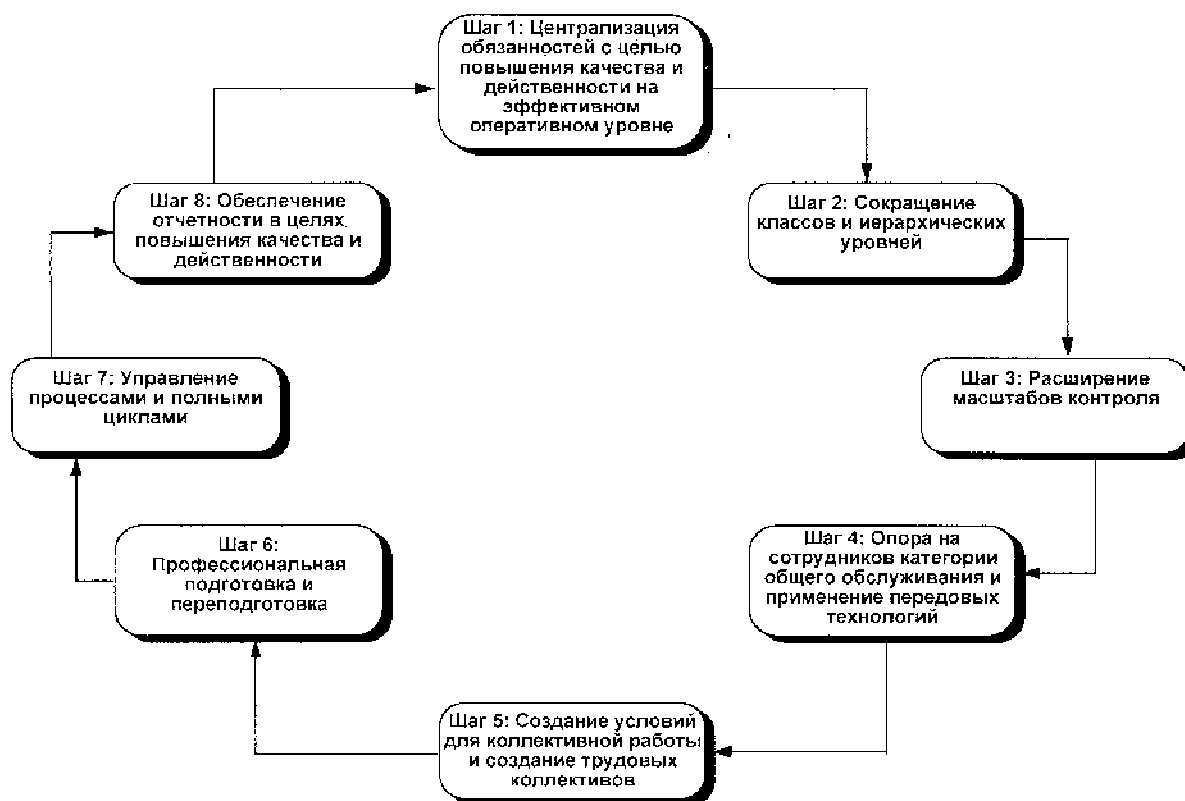 Шаг 1: Централизация
обязанностей с целью
повышения качества и
действенности на
эффективном
оперативном уровне
Шаг 2: Сокращение
классов и иерархических
уровней
Шаг 3: Расширение
масштабов контроля
Шаг 4: Опора на
сотрудников категории
общего обслуживания и
применение передовых
технологий
Шаг 5: Создание условий
для коллективной работы
и создание трудовых
коллективов
Шаг 6:
Профессиональная
подготовка и
переподготовка
Шаг 7: Управление
процессами и полными
циклами
Шаг 8: Обеспечение
отчетности в целях
повышения качества и
действенности